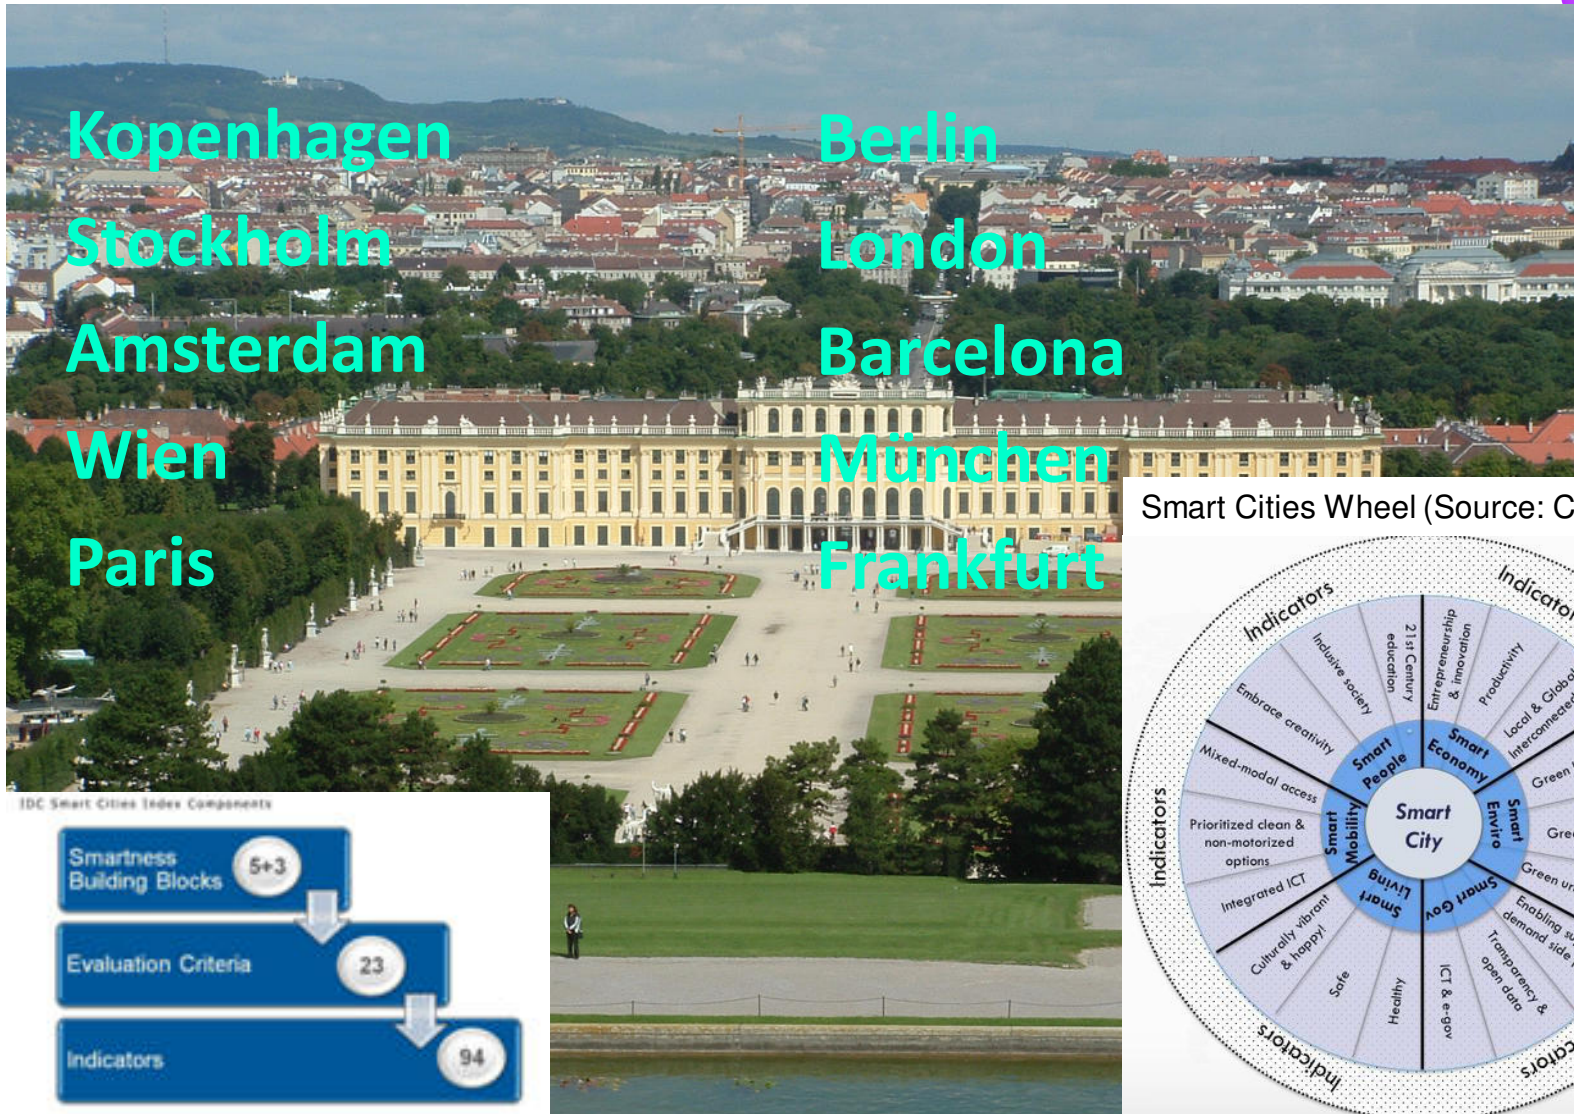 Kopenhagen
Stockholm
Amsterdam
Wien
Paris
Berlin
London
Barcelona
München
Frankfurt
IDC Smart Cities Index Components
Smartness
Building Blocks
5+3
Evaluation Criteria
23
Indicators
94
Smart Cities Wheel (Source: C
Smart
City
Smart
People
Smart
Economy
Smart
Enviro
Smart Gov
Smart
Living
Smart
Mobility
21st Century
education
Inclusive society
Embrace creativity
Entrepreneurship
& innovation
Productivity
Local & Global
Interconnected
Green
Green
Green
Enabling
demand side
Transparency &
open data
ICT & e-gov
Healthy
Safe
Culturally vibrant
& happy!
Integrated ICT
Prioritized clean &
non-motorized
options
Mixed-modal access
Indicators
Indicators
Indicators